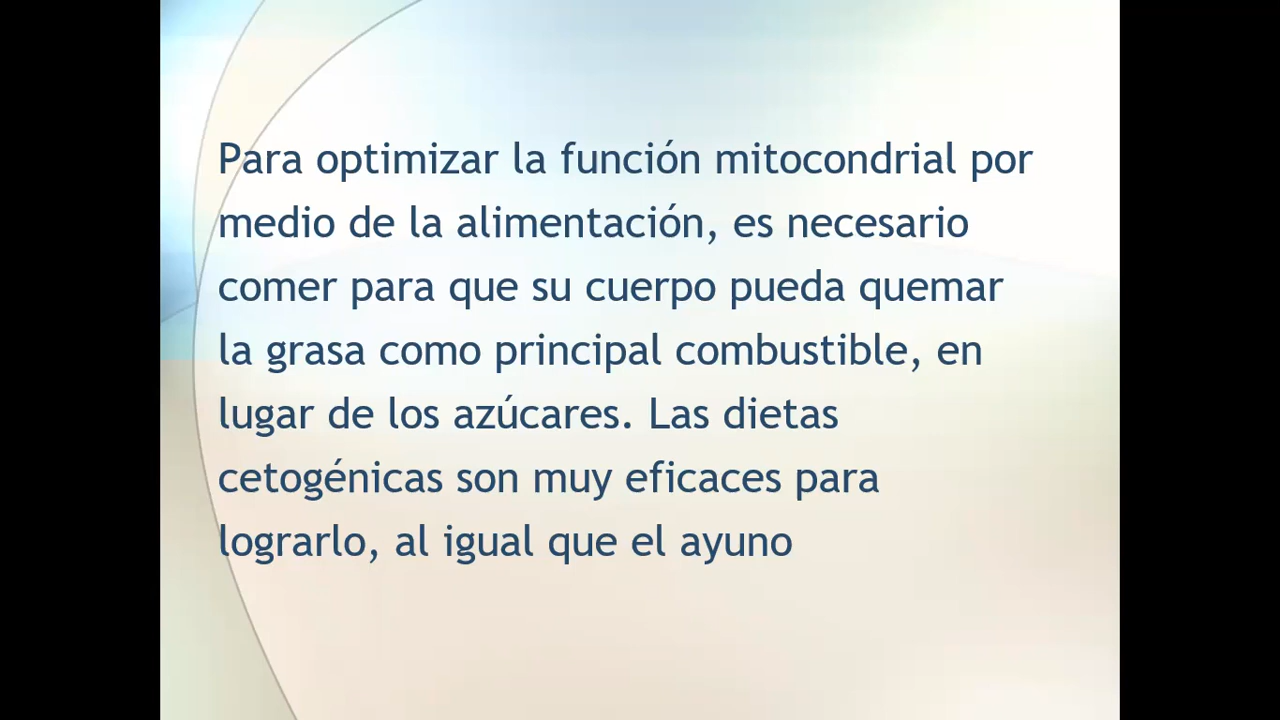 Para optimizar la función mitocondrial por
medio de la alimentación, es necesario
comer para que su cuerpo pueda quemar
la grasa como principal combustible, en
lugar de los azúcares. Las dietas
cetogénicas son muy eficaces para
lograrlo, al igual que el ayuno